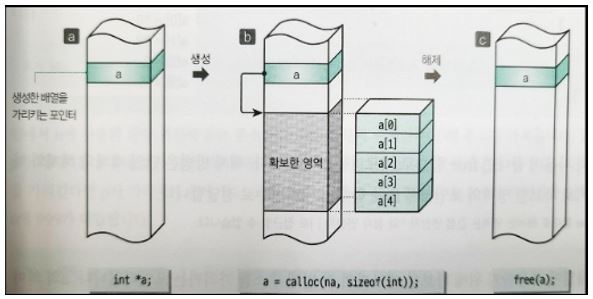 a
b
c
생성
해제
a
a
a
생성한 배열을
가리키는 포인터
확보한 영역
a[0]
a[1]
a[2]
a[3]
a[4]
int *a;
a = calloc(na, sizeof(int));
free(a);